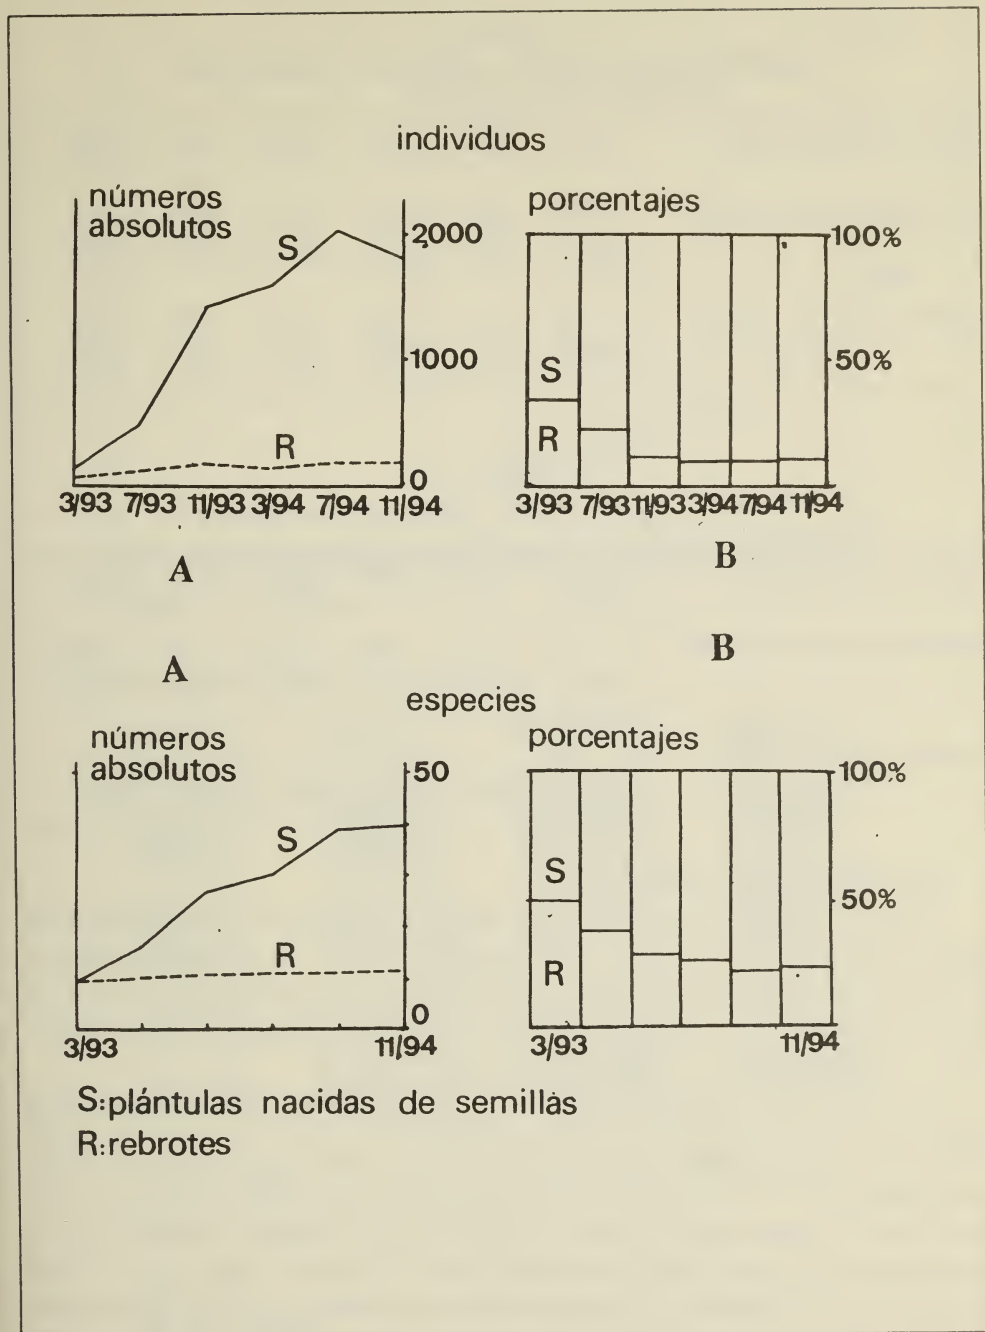 individuos
números
absolutos
S
R
2000
1000
0
3/93 7/93 11/93 3/94 7/94 11/94
A
porcentajes
100%
50%
S
R
3/93 7/93 11/93 3/94 7/94 11/94
B
A
B
especies
números
absolutos
S
R
50
0
3/93 11/94
porcentajes
100%
50%
S
R
3/93 11/94
S:plántulas nacidas de semillas
R:rebrotes